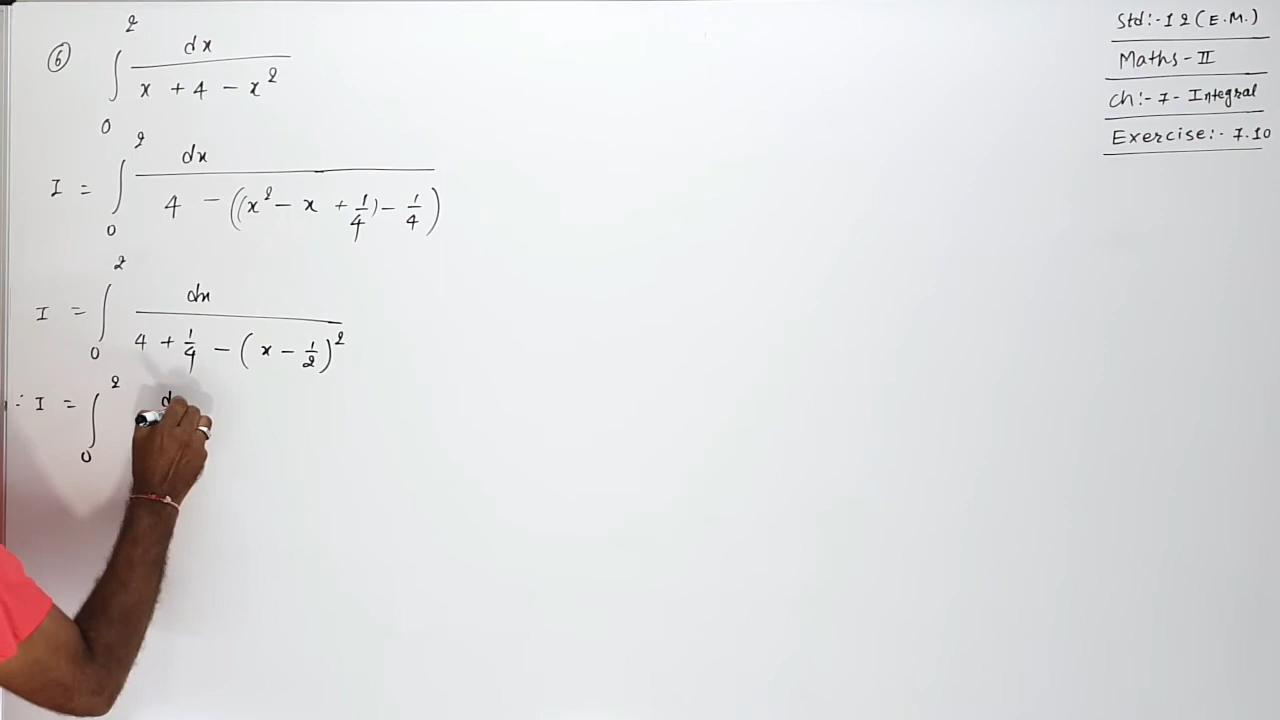 ⑥ ∫₀² dx / (x + 4 - x²)
I = ∫₀² dx / (4 - ((x² - x + 1/4) - 1/4))
I = ∫₀² dx / (4 + 1/4 - (x - 1/2)²)
∴ I = ∫₀² d
Std:- 12 (E.M.)
Maths - II
Ch:- 7 - Integral
Exercise:- 7.10